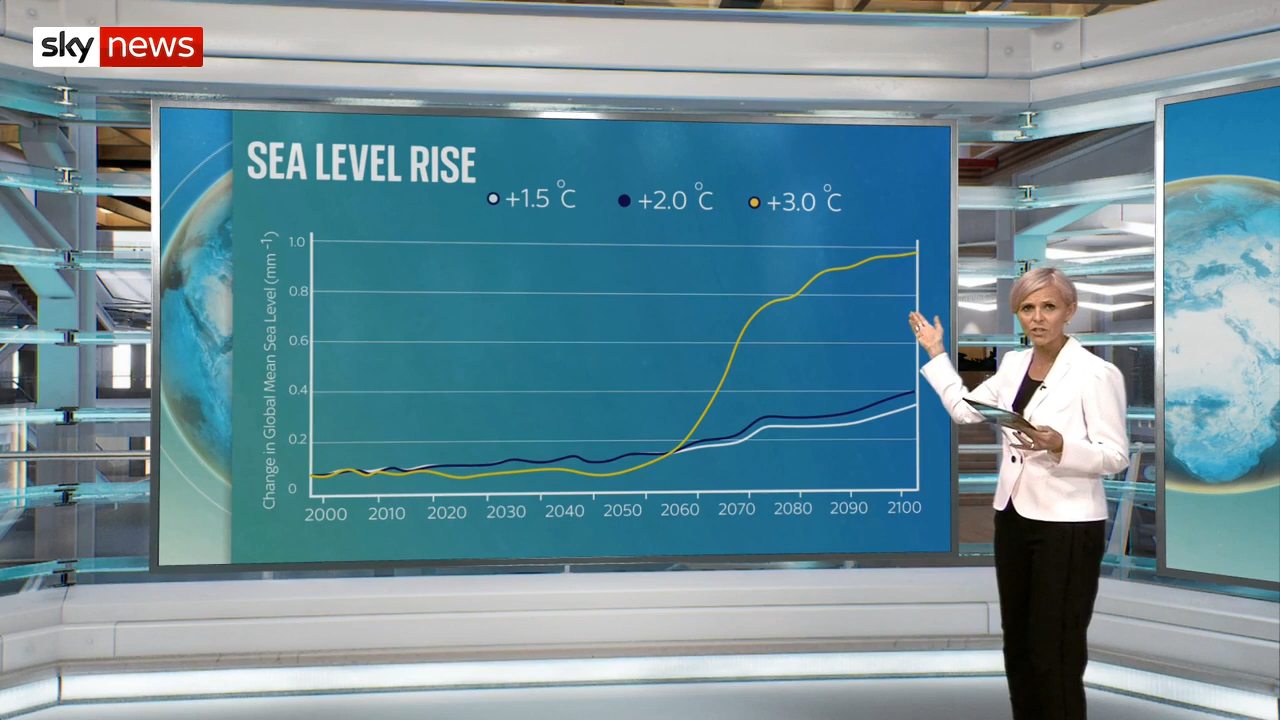 sky news
SEA LEVEL RISE
+1.5 °C
+2.0 °C
+3.0 °C
Change in Global Mean Sea Level (mm⁻¹)
1.0
0.8
0.6
0.4
0.2
0
2000 2010 2020 2030 2040 2050 2060 2070 2080 2090 2100